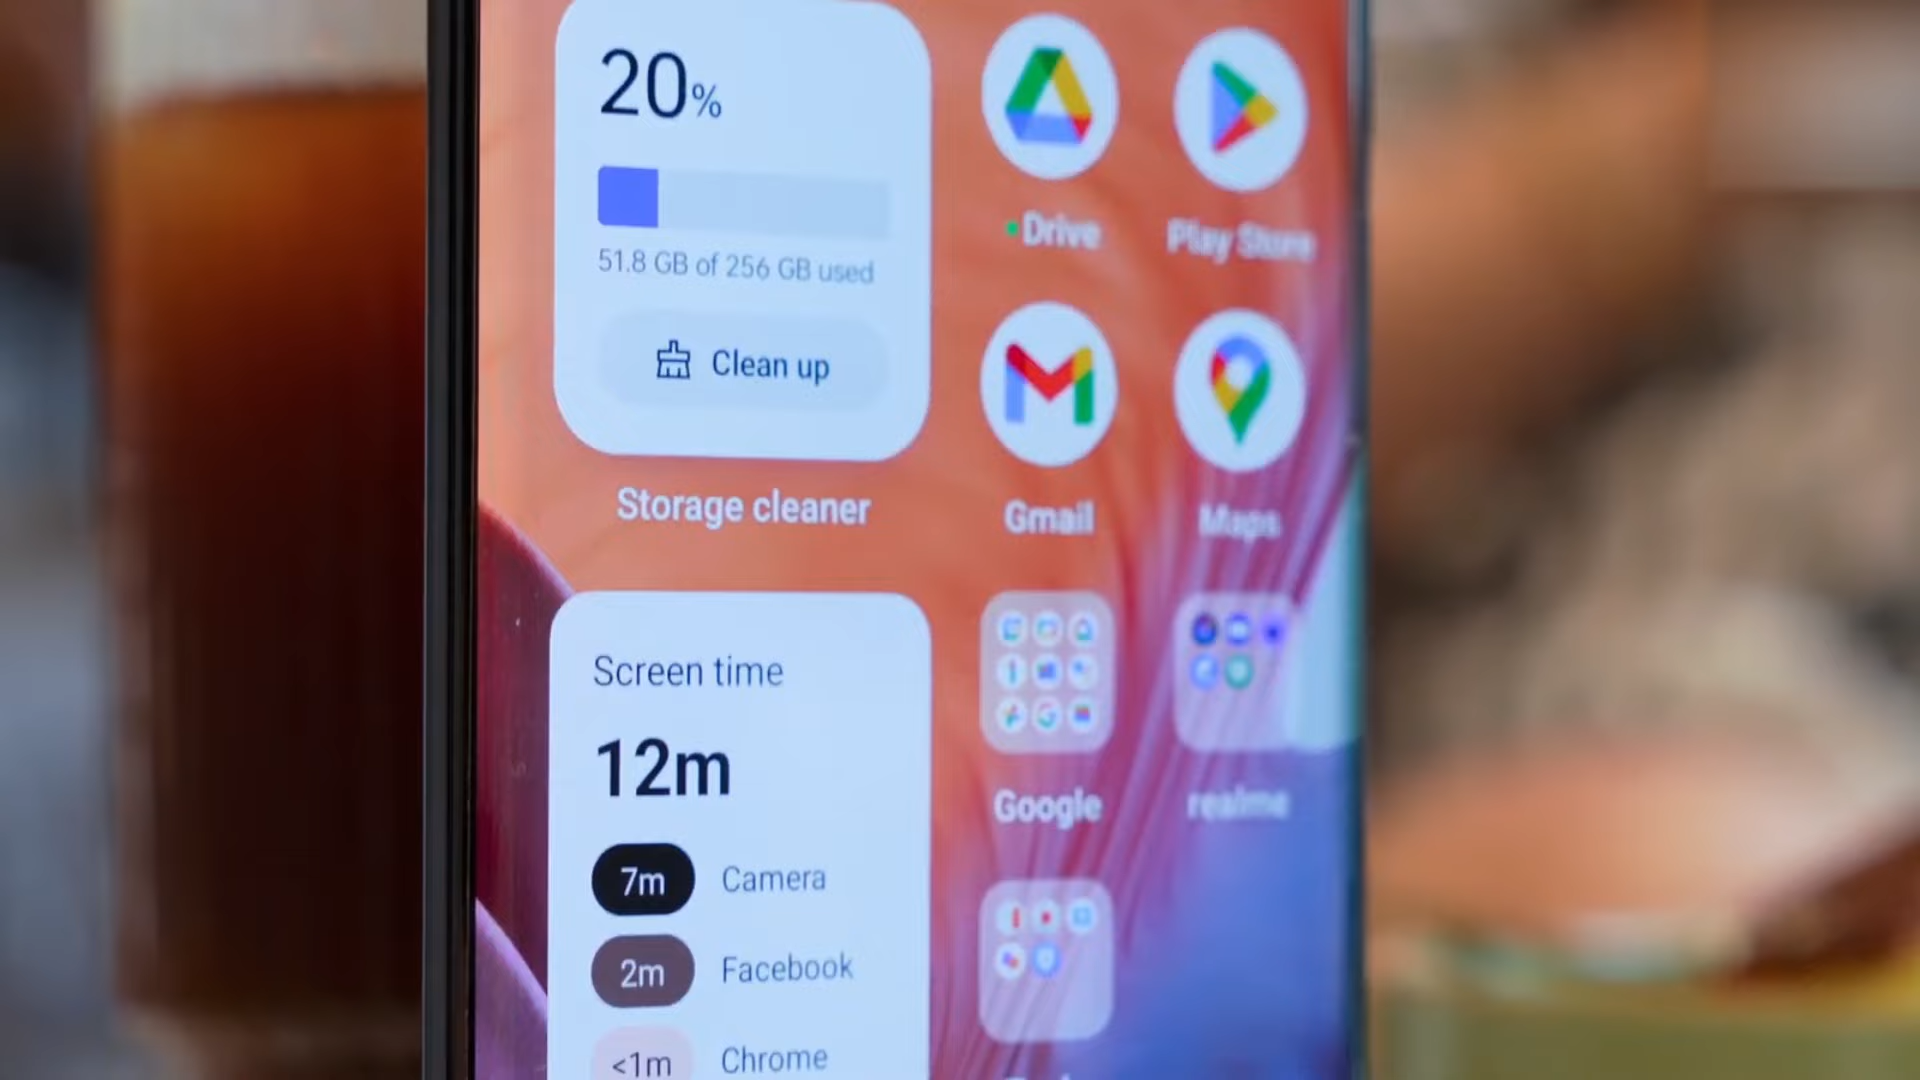 20%
51.8 GB of 256 GB used
Clean up
Storage cleaner
Drive
Play Store
Gmail
Maps
Screen time
12m
7m Camera
2m Facebook
<1m Chrome
Google
realme